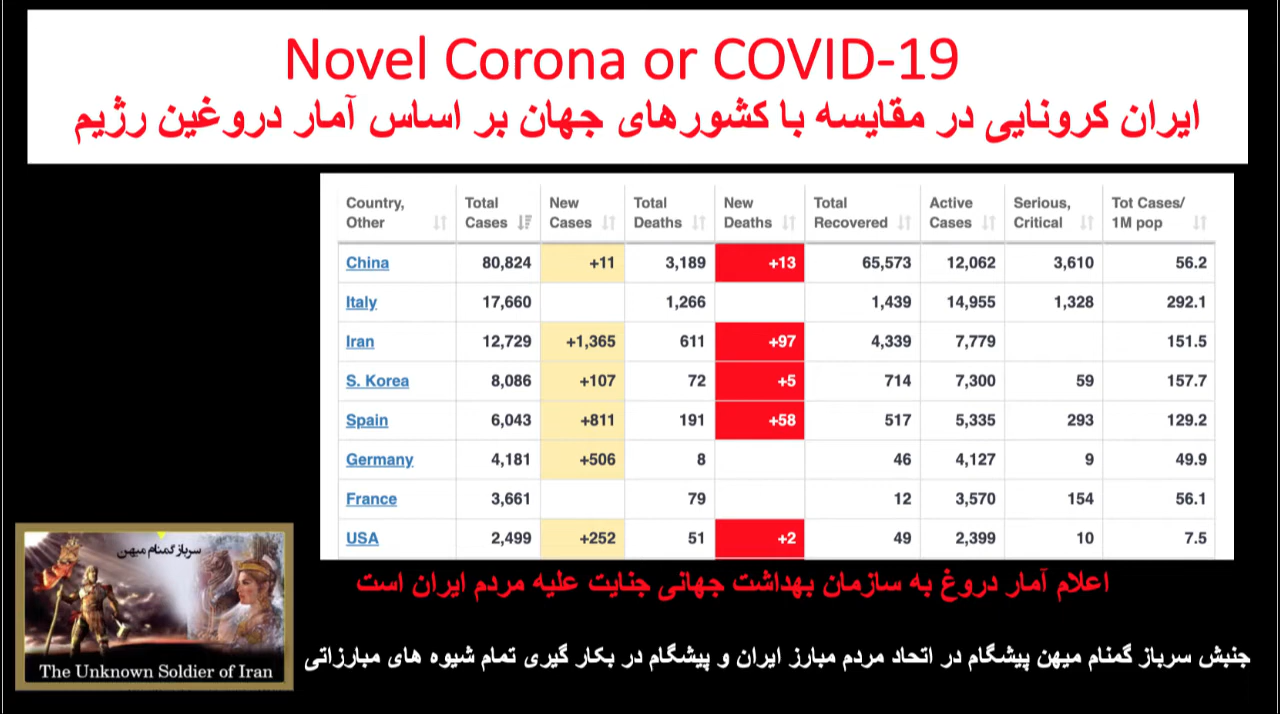 Novel Corona or COVID-19
ایران کرونایی در مقایسه با کشورهای جهان بر اساس آمار دروغین رژیم
Country, Other Total Cases New Cases Total Deaths New Deaths Total Recovered Active Cases Serious, Critical Tot Cases/ 1M pop
China 80,824 +11 3,189 +13 65,573 12,062 3,610 56.2
Italy 17,660 1,266 1,439 14,955 1,328 292.1
Iran 12,729 +1,365 611 +97 4,339 7,779 151.5
S. Korea 8,086 +107 72 +5 714 7,300 59 157.7
Spain 6,043 +811 191 +58 517 5,335 293 129.2
Germany 4,181 +506 8 46 4,127 9 49.9
France 3,661 79 12 3,570 154 56.1
USA 2,499 +252 51 +2 49 2,399 10 7.5
سرباز گمنام میهن
The Unknown Soldier of Iran
اعلام آمار دروغ به سازمان بهداشت جهانی جنایت علیه مردم ایران است
جنبش سرباز گمنام میهن پیشگام در اتحاد مردم مبارز ایران و پیشگام در بکار گیری تمام شیوه های مبارزاتی